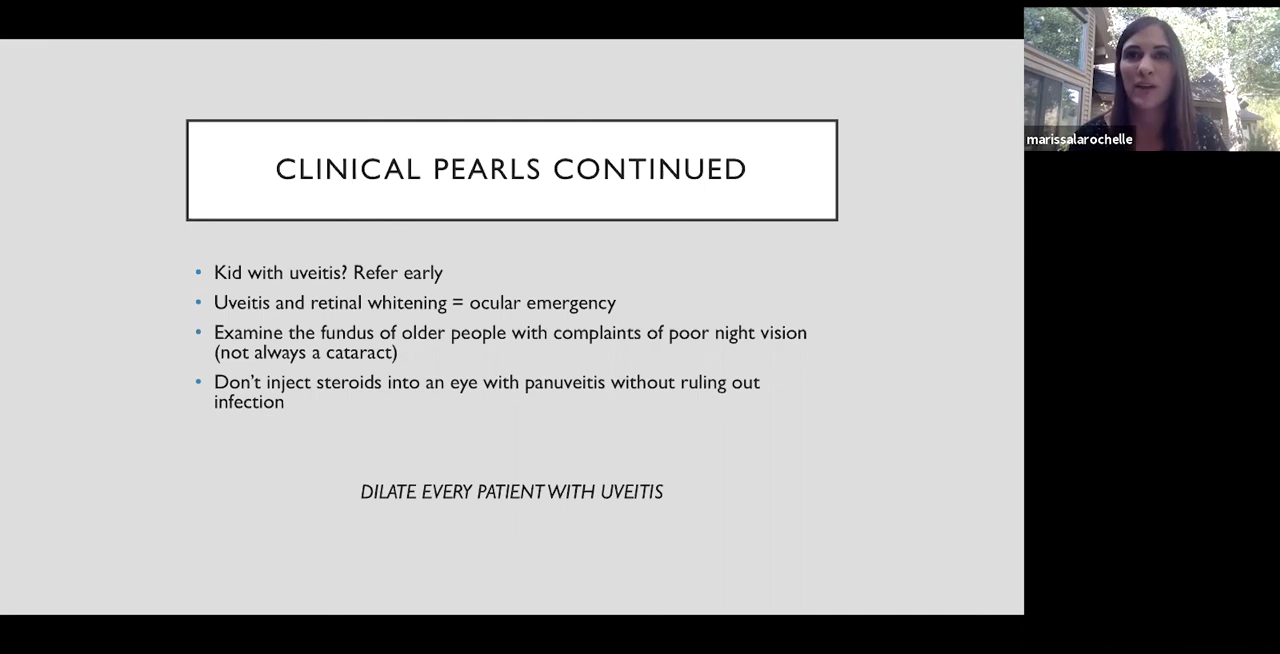 CLINICAL PEARLS CONTINUED
• Kid with uveitis? Refer early
• Uveitis and retinal whitening = ocular emergency
• Examine the fundus of older people with complaints of poor night vision
(not always a cataract)
• Don't inject steroids into an eye with panuveitis without ruling out
infection
DILATE EVERY PATIENT WITH UVEITIS
marissalarochelle